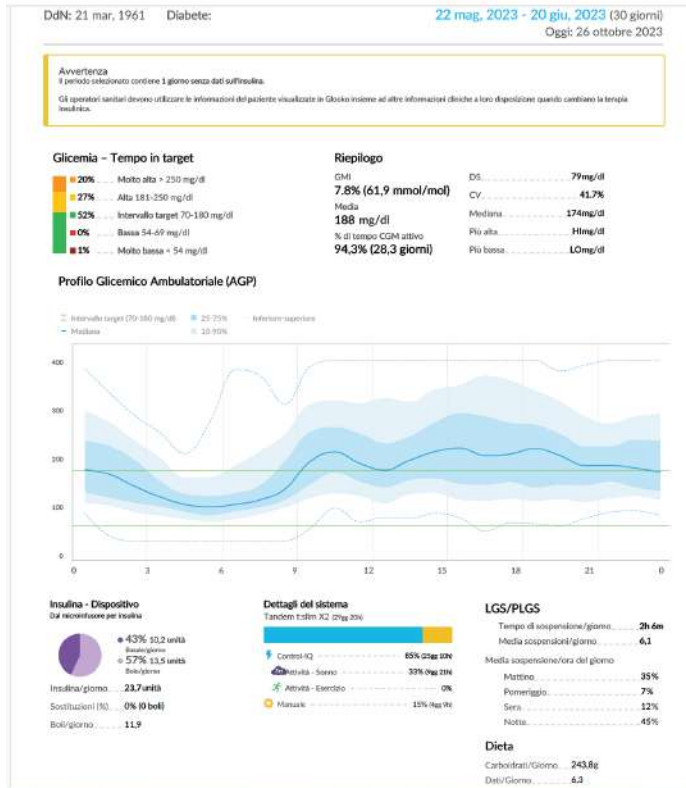 DdN: 21 mar, 1961 Diabete:
22 mag, 2023 - 20 giu, 2023 (30 giorni)
Oggi: 26 ottobre 2023
Avvertenza
Il periodo selezionato contiene 1 giorno senza dati sull'insulina.
Gli operatori sanitari devono utilizzare le informazioni del paziente visualizzate in Glooko insieme ad altre informazioni cliniche a loro disposizione quando cambiano la terapia
insulinica.
Glicemia – Tempo in target
20% Molto alta > 250 mg/dl
27% Alta 181-250 mg/dl
52% Intervallo target 70-180 mg/dl
0% Bassa 54-69 mg/dl
1% Molto bassa < 54 mg/dl
Riepilogo
GMI
7.8% (61,9 mmol/mol)
Media
188 mg/dl
% di tempo CGM attivo
94,3% (28,3 giorni)
DS 79mg/dl
CV 41.7%
Mediana 174mg/dl
Più alta HImg/dl
Più bassa LOmg/dl
Profilo Glicemico Ambulatoriale (AGP)
Intervallo target (70-180 mg/dl) 25-75% Inferiore-superiore
Mediana 10-90%
400
300
200
100
0
0 3 6 9 12 15 18 21 0
Insulina - Dispositivo
Dal microinfusore per insulina
43% 10,2 unità
Basale/giorno
57% 13,5 unità
Bolo/giorno
Insulina/giorno 23,7unità
Sostituzioni (%) 0% (0 boli)
Boli/giorno 11,9
Dettagli del sistema
Tandem t:slim X2 (29gg 20h)
Control-IQ 85% (25gg 10h)
Attività - Sonno 33% (9gg 21h)
Attività - Esercizio 0%
Manuale 15% (4gg 9h)
LGS/PLGS
Tempo di sospensione/giorno 2h 6m
Media sospensioni/giorno 6,1
Media sospensione/ora del giorno
Mattino 35%
Pomeriggio 7%
Sera 12%
Notte 45%
Dieta
Carboidrati/Giorno 243,8g
Dati/Giorno 6,3